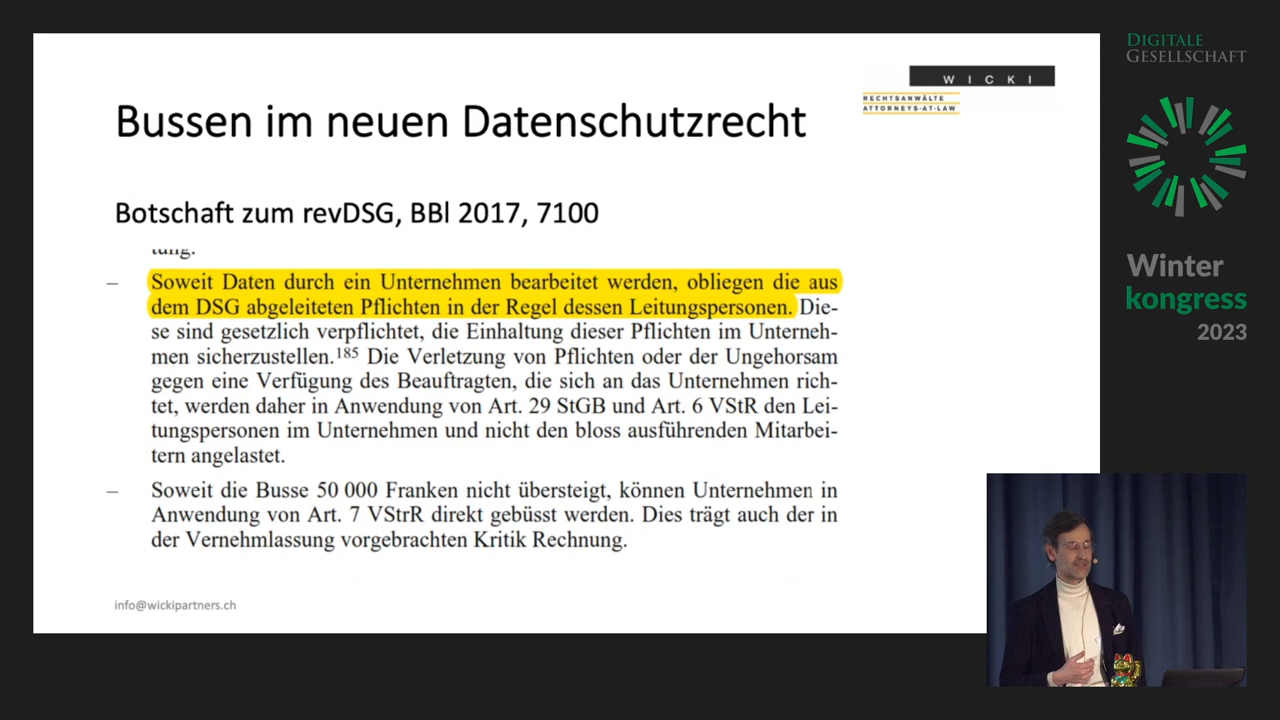 Bussen im neuen Datenschutzrecht
WICKI
RECHTSANWÄLTE
ATTORNEYS-AT-LAW
Botschaft zum revDSG, BBl 2017, 7100
tung.
– Soweit Daten durch ein Unternehmen bearbeitet werden, obliegen die aus
dem DSG abgeleiteten Pflichten in der Regel dessen Leitungspersonen. Die-
se sind gesetzlich verpflichtet, die Einhaltung dieser Pflichten im Unterneh-
men sicherzustellen.185 Die Verletzung von Pflichten oder der Ungehorsam
gegen eine Verfügung des Beauftragten, die sich an das Unternehmen rich-
tet, werden daher in Anwendung von Art. 29 StGB und Art. 6 VStR den Lei-
tungspersonen im Unternehmen und nicht den bloss ausführenden Mitarbei-
tern angelastet.
– Soweit die Busse 50 000 Franken nicht übersteigt, können Unternehmen in
Anwendung von Art. 7 VStrR direkt gebüsst werden. Dies trägt auch der in
der Vernehmlassung vorgebrachten Kritik Rechnung.
info@wickipartners.ch
DIGITALE
GESELLSCHAFT
Winter
kongress
2023